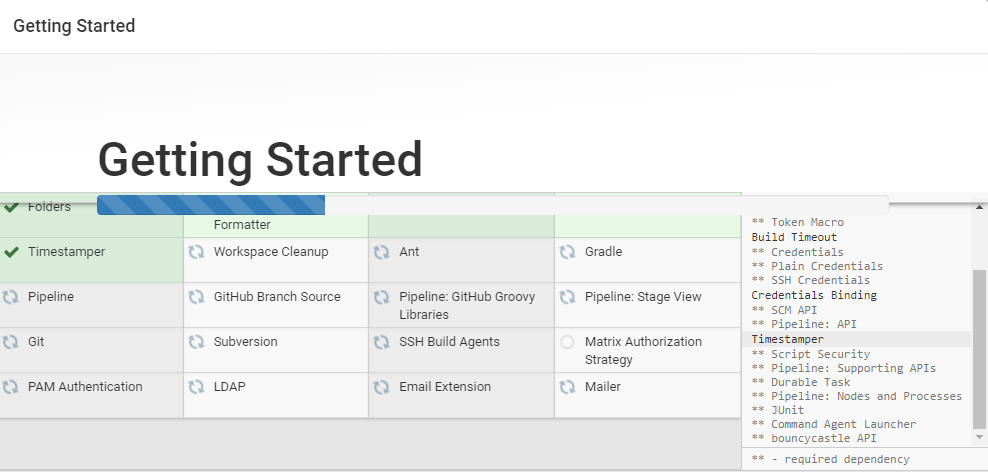 Getting Started
Getting Started
Folders
Formatter
Timestamper
Workspace Cleanup
Ant
Gradle
Pipeline
GitHub Branch Source
Pipeline: GitHub Groovy
Libraries
Pipeline: Stage View
Git
Subversion
SSH Build Agents
Matrix Authorization
Strategy
PAM Authentication
LDAP
Email Extension
Mailer
** Token Macro
Build Timeout
** Credentials
** Plain Credentials
** SSH Credentials
Credentials Binding
** SCM API
** Pipeline: API
Timestamper
** Script Security
** Pipeline: Supporting APIs
** Durable Task
** Pipeline: Nodes and Processes
** JUnit
** Command Agent Launcher
** bouncycastle API
** - required dependency